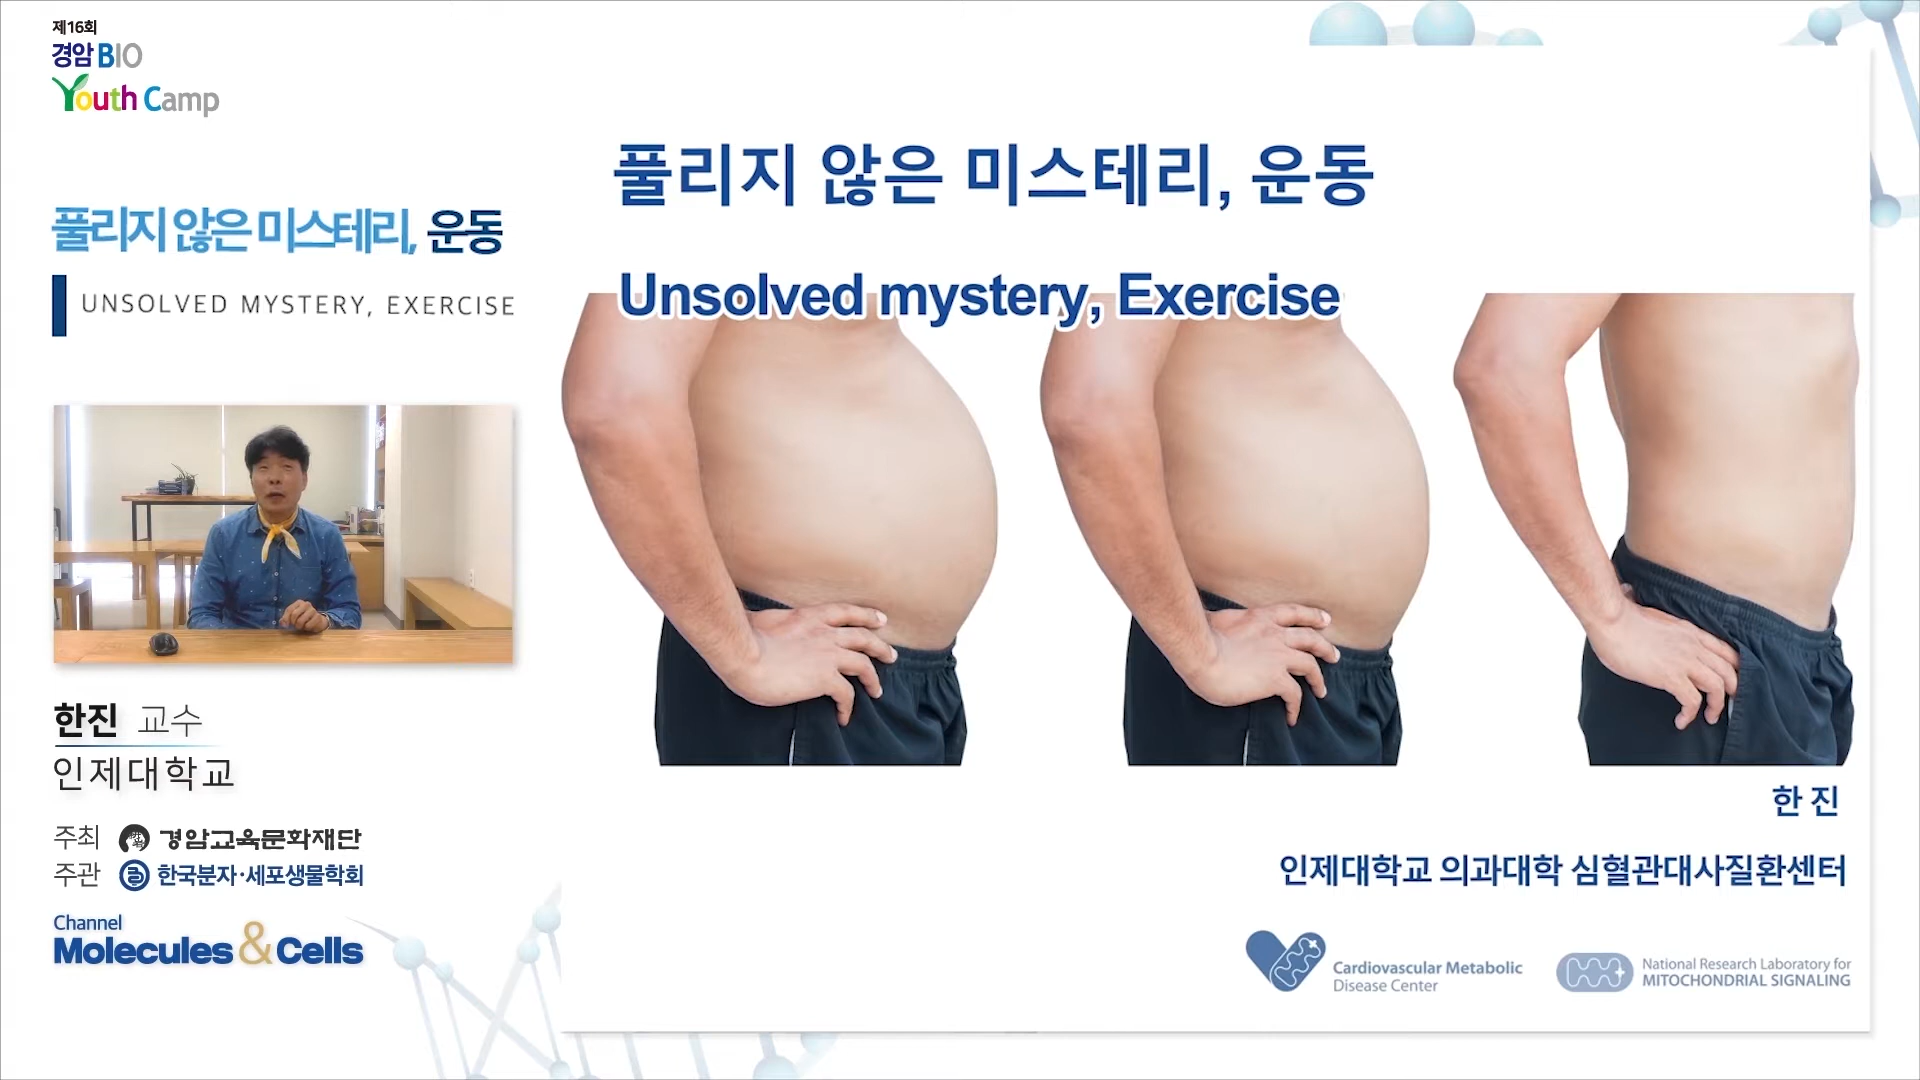 제16회
경암 BIO
Youth Camp
풀리지 않은 미스테리, 운동
UNSOLVED MYSTERY, EXERCISE
한진 교수
인제대학교
주최 경암교육문화재단
주관 한국분자·세포생물학회
Channel
Molecules & Cells
풀리지 않은 미스테리, 운동
Unsolved mystery, Exercise
한 진
인제대학교 의과대학 심혈관대사질환센터
Cardiovascular Metabolic
Disease Center
National Research Laboratory for
MITOCHONDRIAL SIGNALING